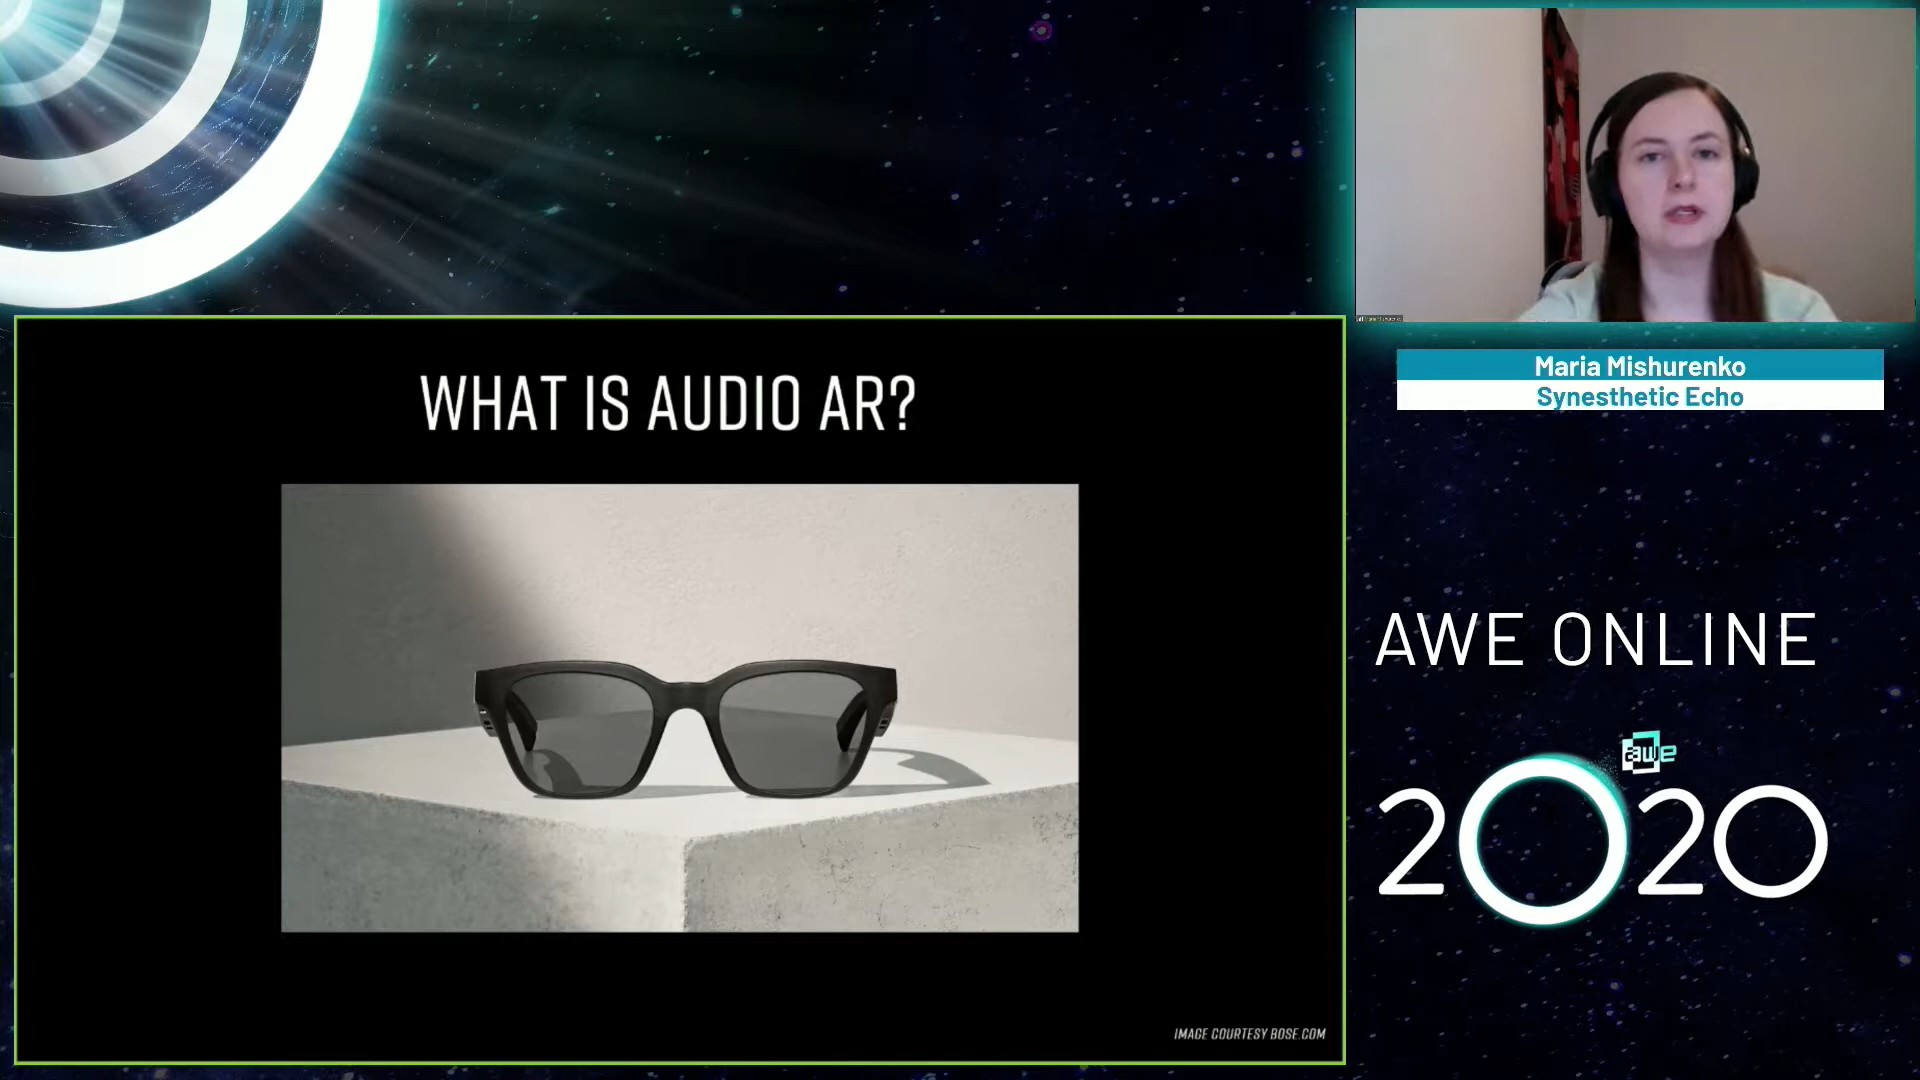 Maria Mishurenko
Synesthetic Echo
WHAT IS AUDIO AR?
IMAGE COURTESY BOSE.COM
AWE ONLINE
awe
2020